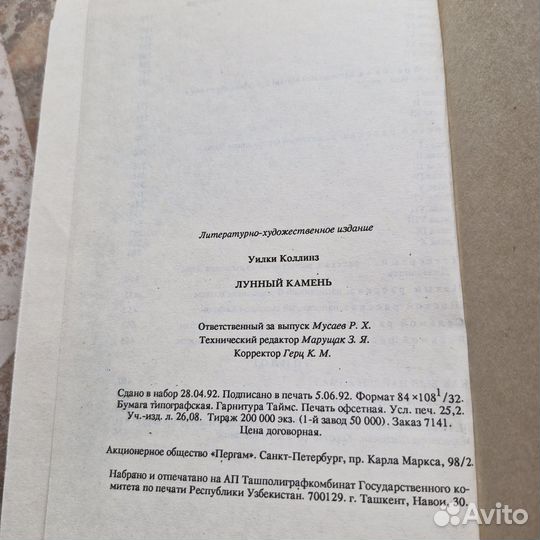 Литературно-художественное издание
Уилки Коллинз
ЛУННЫЙ КАМЕНЬ
Ответственный за выпуск Мусаев Р. Х.
Технический редактор Марущак З. Я.
Корректор Герц К. М.
Сдано в набор 28.04.92. Подписано в печать 5.06.92. Формат 84×108¹/32.
Бумага типографская. Гарнитура Таймс. Печать офсетная. Усл. печ. 25,2.
Уч.-изд. л. 26,08. Тираж 200 000 экз. (1-й завод 50 000). Заказ 7141.
Цена договорная.
Акционерное общество «Пергам». Санкт-Петербург, пр. Карла Маркса, 98/2.
Набрано и отпечатано на АП Ташполиграфкомбинат Государственного ко-
митета по печати Республики Узбекистан. 700129. г. Ташкент, Навои, 30.
Avito